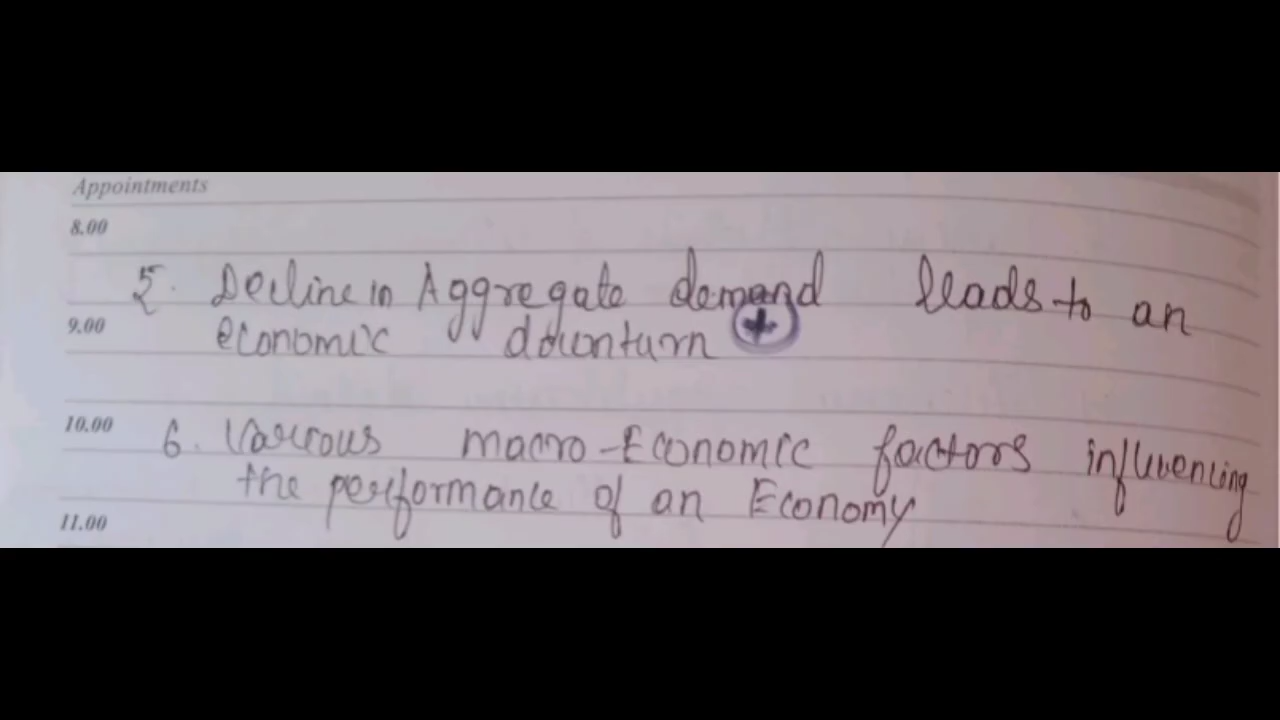 Appointments
8.00
5. Decline in Aggregate demand leads to an
9.00
economic downturn +
10.00
6. Various macro-Economic factors influencing
the performance of an Economy
11.00